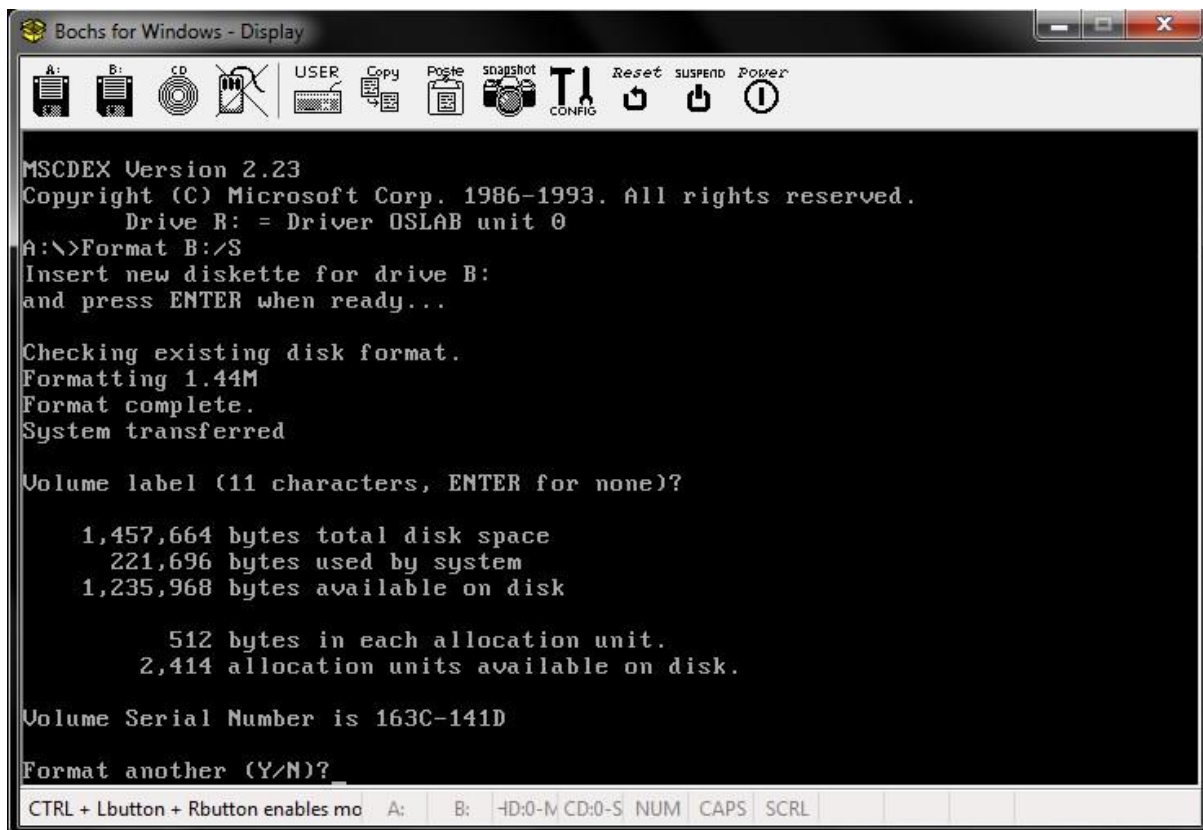 Bochs for Windows - Display
A: B: CD USER Copy Paste snapshot CONFIG Reset SUSPEND Power
MSCDEX Version 2.23
Copyright (C) Microsoft Corp. 1986-1993. All rights reserved.
Drive R: = Driver OSLAB unit 0
A:\>Format B:/S
Insert new diskette for drive B:
and press ENTER when ready...
Checking existing disk format.
Formatting 1.44M
Format complete.
System transferred
Volume label (11 characters, ENTER for none)?
1,457,664 bytes total disk space
221,696 bytes used by system
1,235,968 bytes available on disk
512 bytes in each allocation unit.
2,414 allocation units available on disk.
Volume Serial Number is 163C-141D
Format another (Y/N)?_
CTRL + Lbutton + Rbutton enables mo A: B: HD:0-M CD:0-S NUM CAPS SCRL